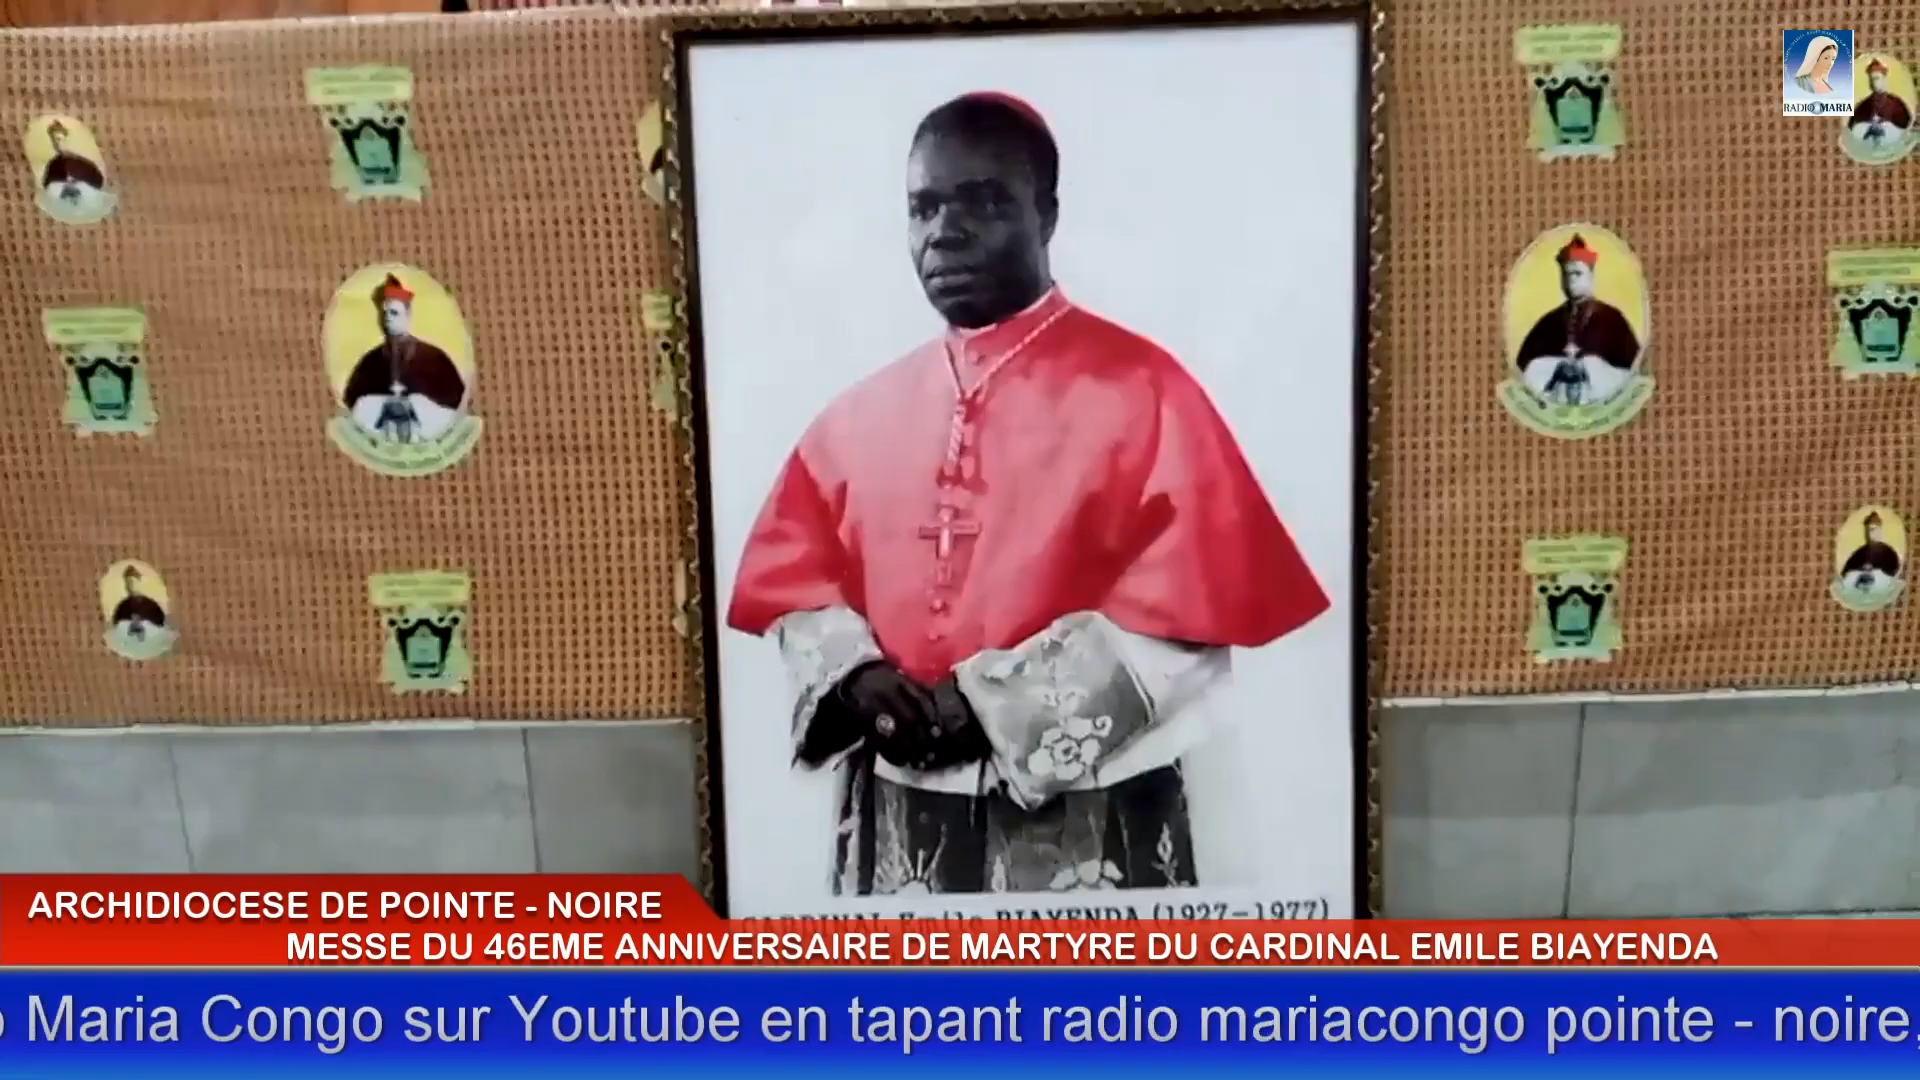 RADIO MARIA
CARDINAL Emile BIAYENDA (1927-1977)
ARCHIDIOCESE DE POINTE - NOIRE
MESSE DU 46EME ANNIVERSAIRE DE MARTYRE DU CARDINAL EMILE BIAYENDA
Maria Congo sur Youtube en tapant radio mariacongo pointe - noire,